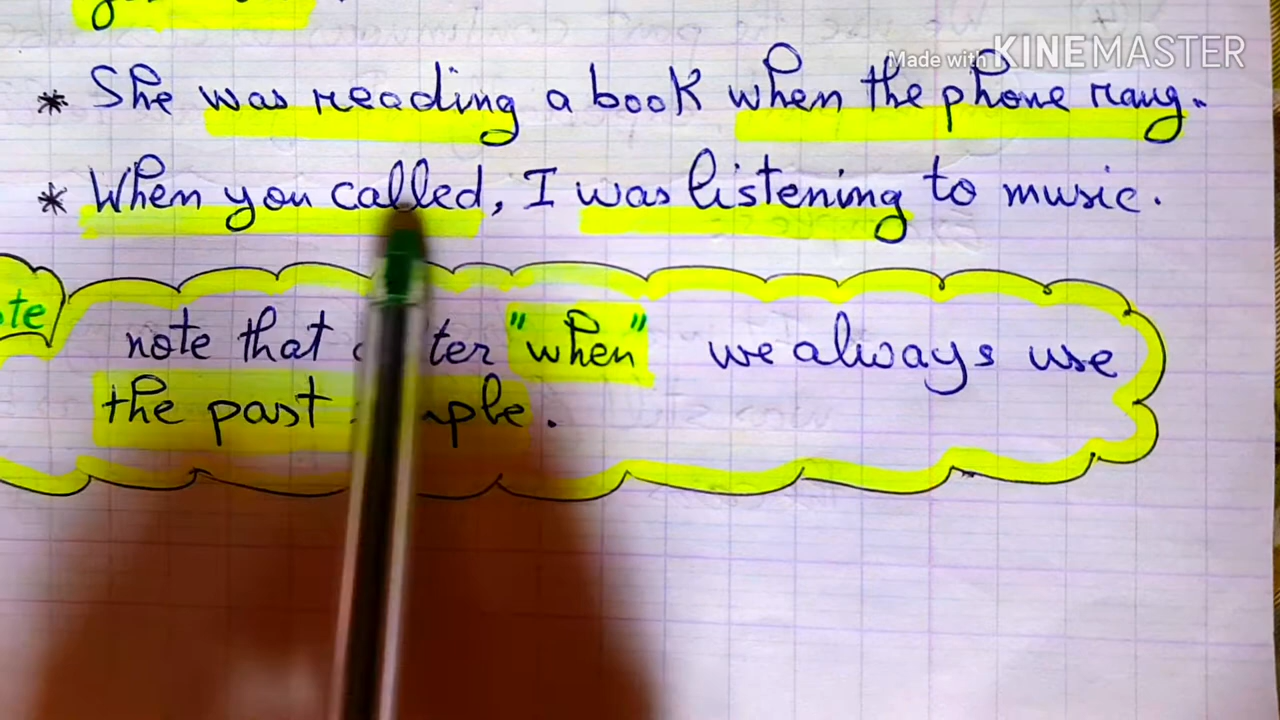 Made with KINEMASTER
* She was reading a book when the phone rang.
* When you called, I was listening to music.
note that "when" we always use
the past .